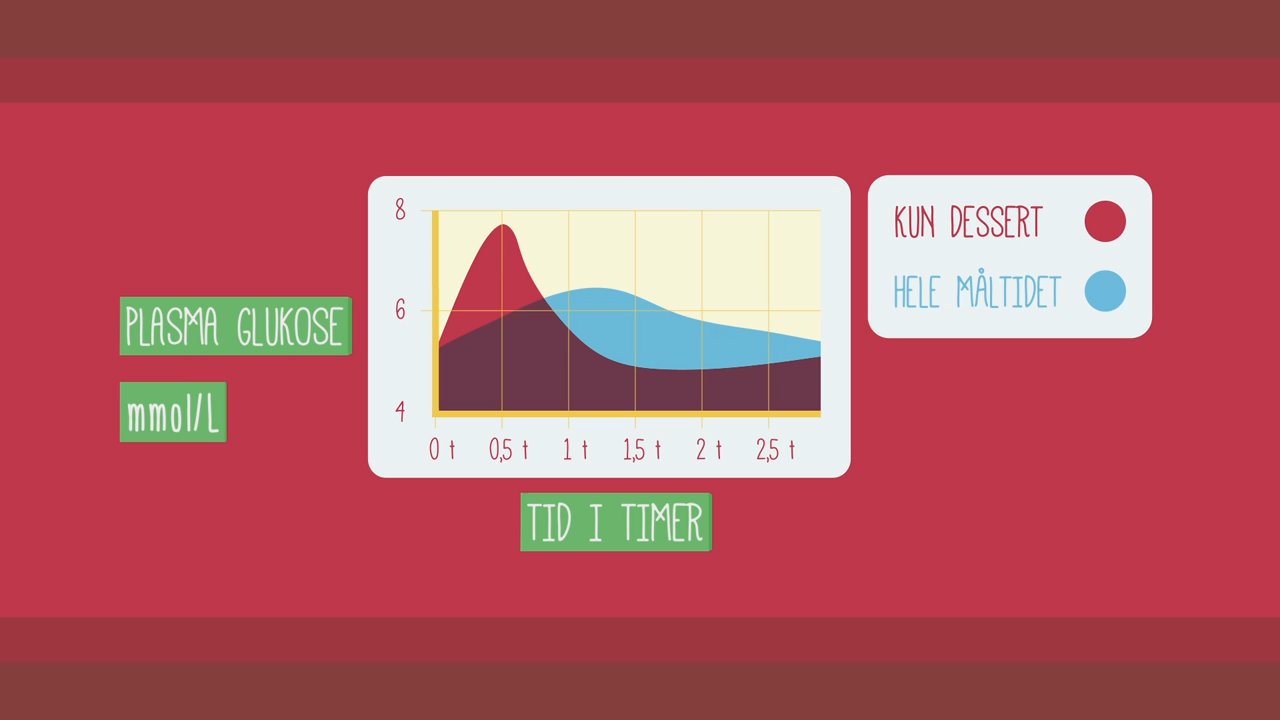 KUN DESSERT
HELE MÅLTIDET
PLASMA GLUKOSE
mmol/L
8
6
4
0 t 0,5 t 1 t 1,5 t 2 t 2,5 t
TID I TIMER